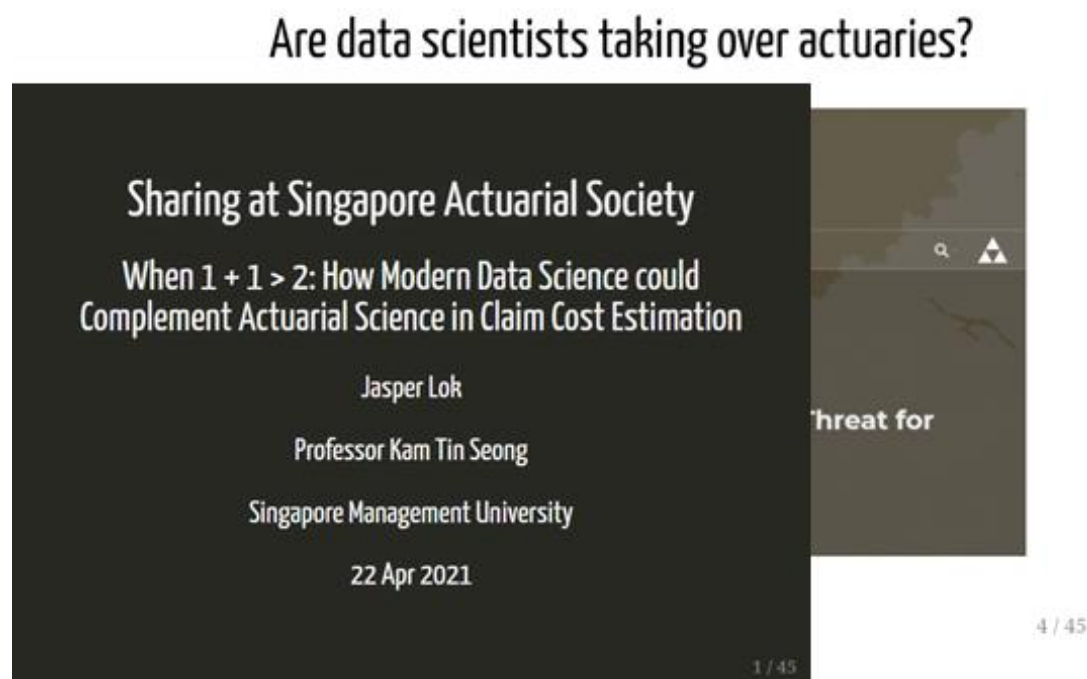 Are data scientists taking over actuaries?
Sharing at Singapore Actuarial Society
When 1 + 1 > 2: How Modern Data Science could
Complement Actuarial Science in Claim Cost Estimation
Jasper Lok
Professor Kam Tin Seong
Singapore Management University
22 Apr 2021
1 / 45
for
4 / 45